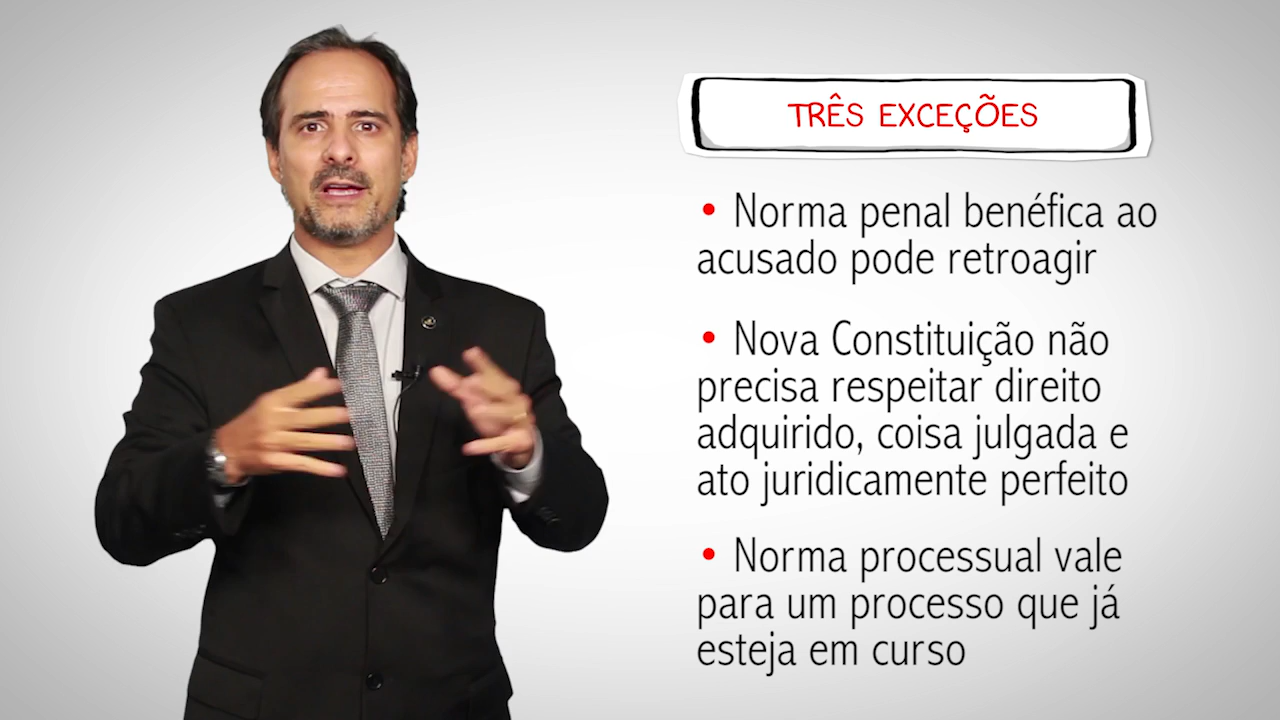 TRÊS EXCEÇÕES
• Norma penal benéfica ao
acusado pode retroagir
• Nova Constituição não
precisa respeitar direito
adquirido, coisa julgada e
ato juridicamente perfeito
• Norma processual vale
para um processo que já
esteja em curso